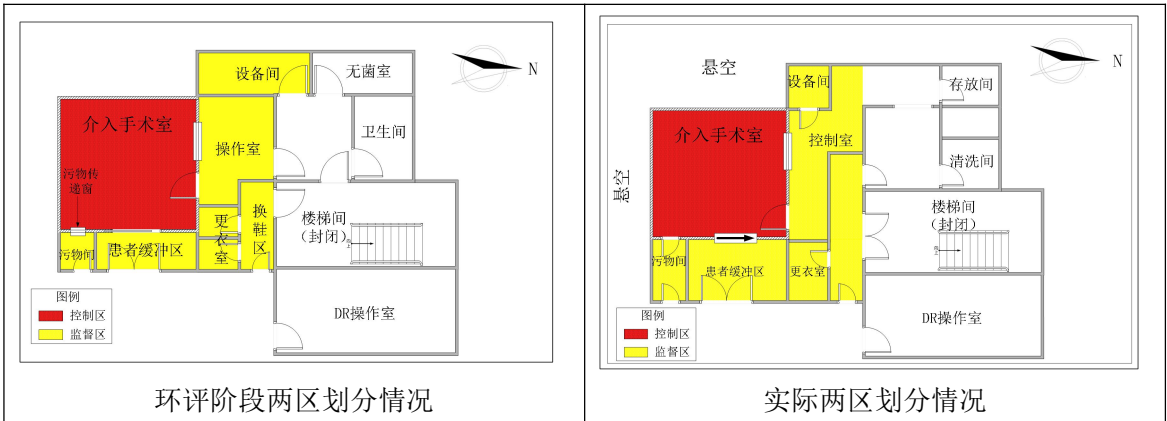 设备间
无菌室
N
介入手术室
操作室
卫生间
污物传
递窗
更
衣
室
换
鞋
区
楼梯间
(封闭)
上
污物间
患者缓冲区
图例
控制区
监督区
DR操作室
环评阶段两区划分情况
悬空
N
设备间
存放间
介入手术室
控制室
悬空
清洗间
楼梯间
(封闭)
上
污物间
患者缓冲区
更衣室
图例
控制区
监督区
DR操作室
实际两区划分情况